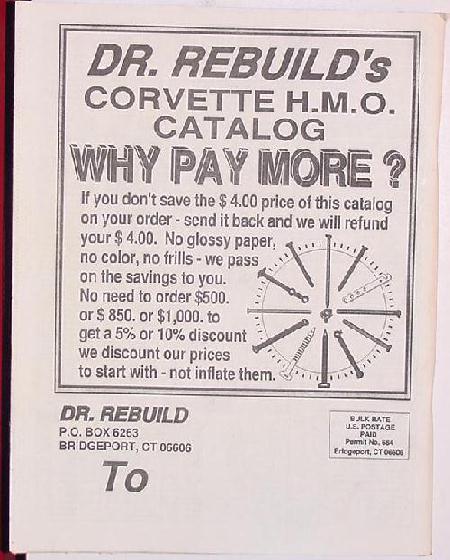 DR. REBUILD's
CORVETTE H.M.O.
CATALOG
WHY PAY MORE ?
If you don't save the $ 4.00 price of this catalog
on your order - send it back and we will refund
your $ 4.00. No glossy paper,
no color, no frills - we pass
on the savings to you.
No need to order $500.
or $ 850. or $1,000. to
get a 5% or 10% discount
we discount our prices
to start with - not inflate them.
DR. REBUILD
P.O. BOX 6253
BRIDGEPORT, CT 06606
To
BULK RATE
U.S. POSTAGE
PAID
Permit No. 584
Bridgeport, CT 06606